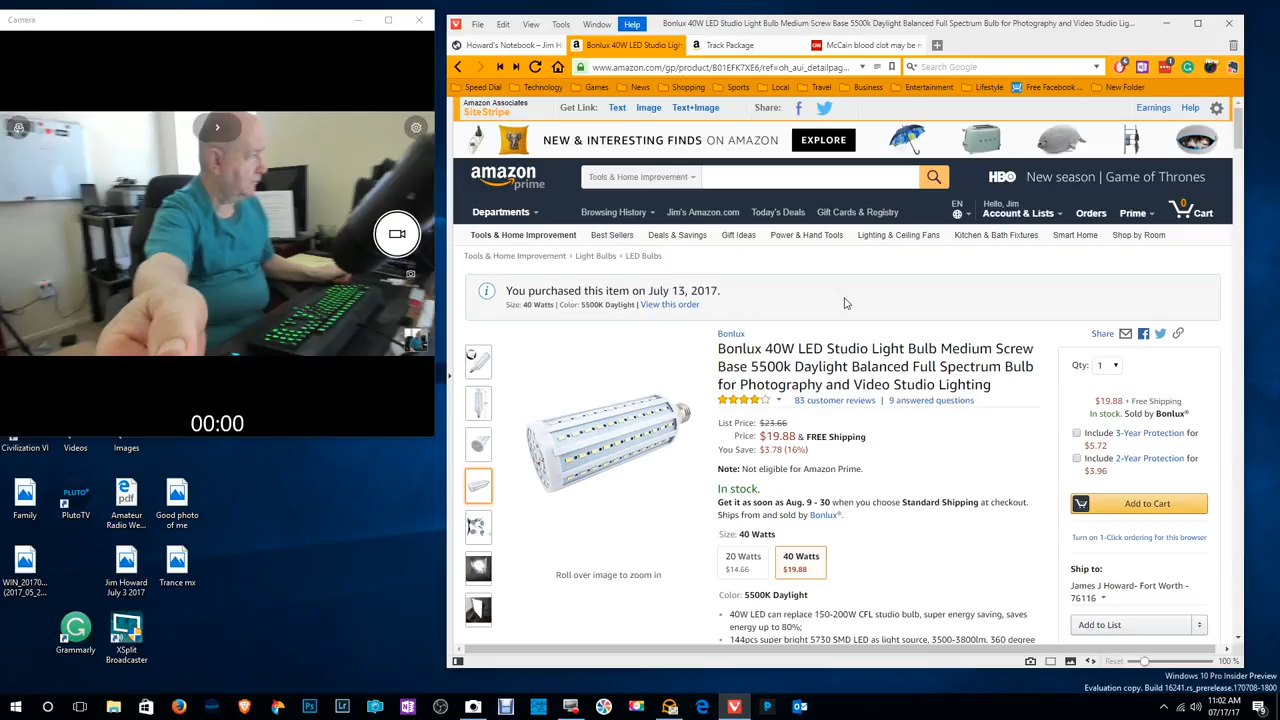 Camera
00:00
Civilization VI
Videos
Images
Family
PLUTO
TV
PlutoTV
Amateur
Radio We...
Good photo
of me
WIN_20170...
(2017_05_2...
Jim Howard
July 3 2017
Trance mx
Grammarly
XSplit
Broadcaster
File Edit View Tools Window Help
Bonlux 40W LED Studio Light Bulb Medium Screw Base 5500k Daylight Balanced Full Spectrum Bulb for Photography and Video Studio Lig...
Howard's Notebook – Jim H
Bonlux 40W LED Studio Ligh
Track Package
McCain blood clot may be m
www.amazon.com/gp/product/B01EFK7XE6/ref=oh_aui_detailpag...
Search Google
Speed Dial Technology Games News Shopping Sports Local Travel Business Entertainment Lifestyle Free Facebook ... New Folder
Amazon Associates
SiteStripe
Get Link: Text Image Text+Image Share: Earnings Help
NEW & INTERESTING FINDS ON AMAZON EXPLORE
amazon
prime
Tools & Home Improvement
HBO New season | Game of Thrones
Departments Browsing History Jim's Amazon.com Today's Deals Gift Cards & Registry
EN
Hello, Jim
Account & Lists Orders Prime 0 Cart
Tools & Home Improvement Best Sellers Deals & Savings Gift Ideas Power & Hand Tools Lighting & Ceiling Fans Kitchen & Bath Fixtures Smart Home Shop by Room
Tools & Home Improvement › Light Bulbs › LED Bulbs
You purchased this item on July 13, 2017.
Size: 40 Watts | Color: 5500K Daylight | View this order
Roll over image to zoom in
Bonlux
Bonlux 40W LED Studio Light Bulb Medium Screw
Base 5500k Daylight Balanced Full Spectrum Bulb
for Photography and Video Studio Lighting
83 customer reviews | 9 answered questions
List Price: $23.66
Price: $19.88 & FREE Shipping
You Save: $3.78 (16%)
Note: Not eligible for Amazon Prime.
In stock.
Get it as soon as Aug. 9 - 30 when you choose Standard Shipping at checkout.
Ships from and sold by Bonlux®.
Size: 40 Watts
20 Watts
$14.66
40 Watts
$19.88
Color: 5500K Daylight
40W LED can replace 150-200W CFL studio bulb, super energy saving, saves
energy up to 80%;
144pcs super bright 5730 SMD LED as light source, 3500-3800lm, 360 degree
Share
Qty: 1
$19.88 + Free Shipping
In stock. Sold by Bonlux®
Include 3-Year Protection for
$5.72
Include 2-Year Protection for
$3.96
Add to Cart
Turn on 1-Click ordering for this browser
Ship to:
James J Howard- Fort Worth -
76116
Add to List
Reset 100 %
Windows 10 Pro Insider Preview
Evaluation copy. Build 16241.rs_prerelease.170708-1800
11:02 AM
07/17/17